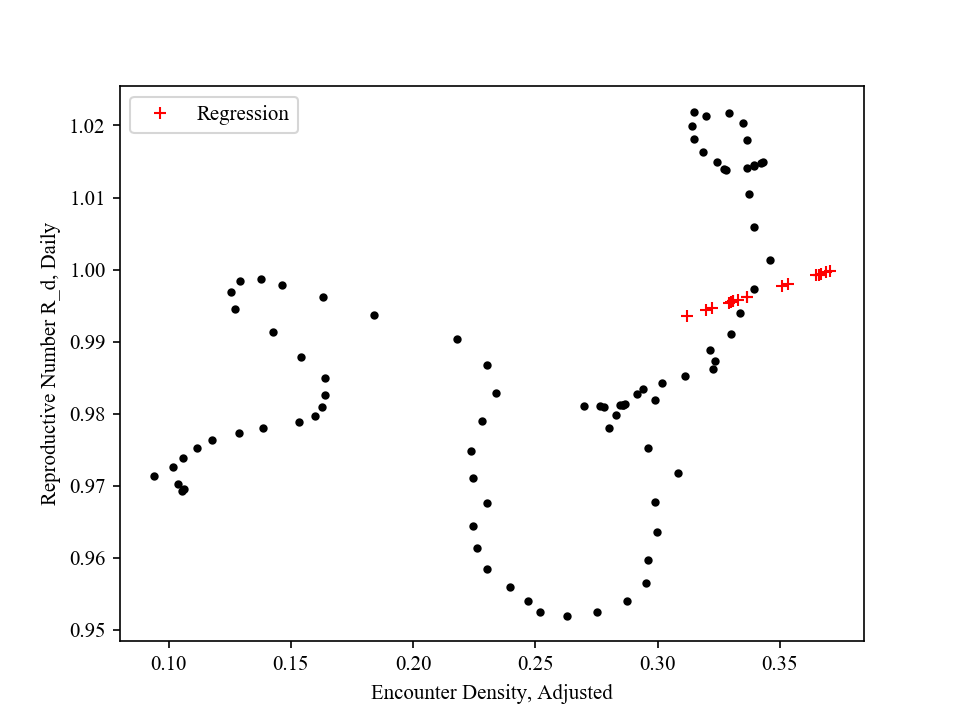 Regression
1.02
1.01
1.00
0.99
0.98
0.97
0.96
0.95
Reproductive Number R_d, Daily
0.10 0.15 0.20 0.25 0.30 0.35
Encounter Density, Adjusted